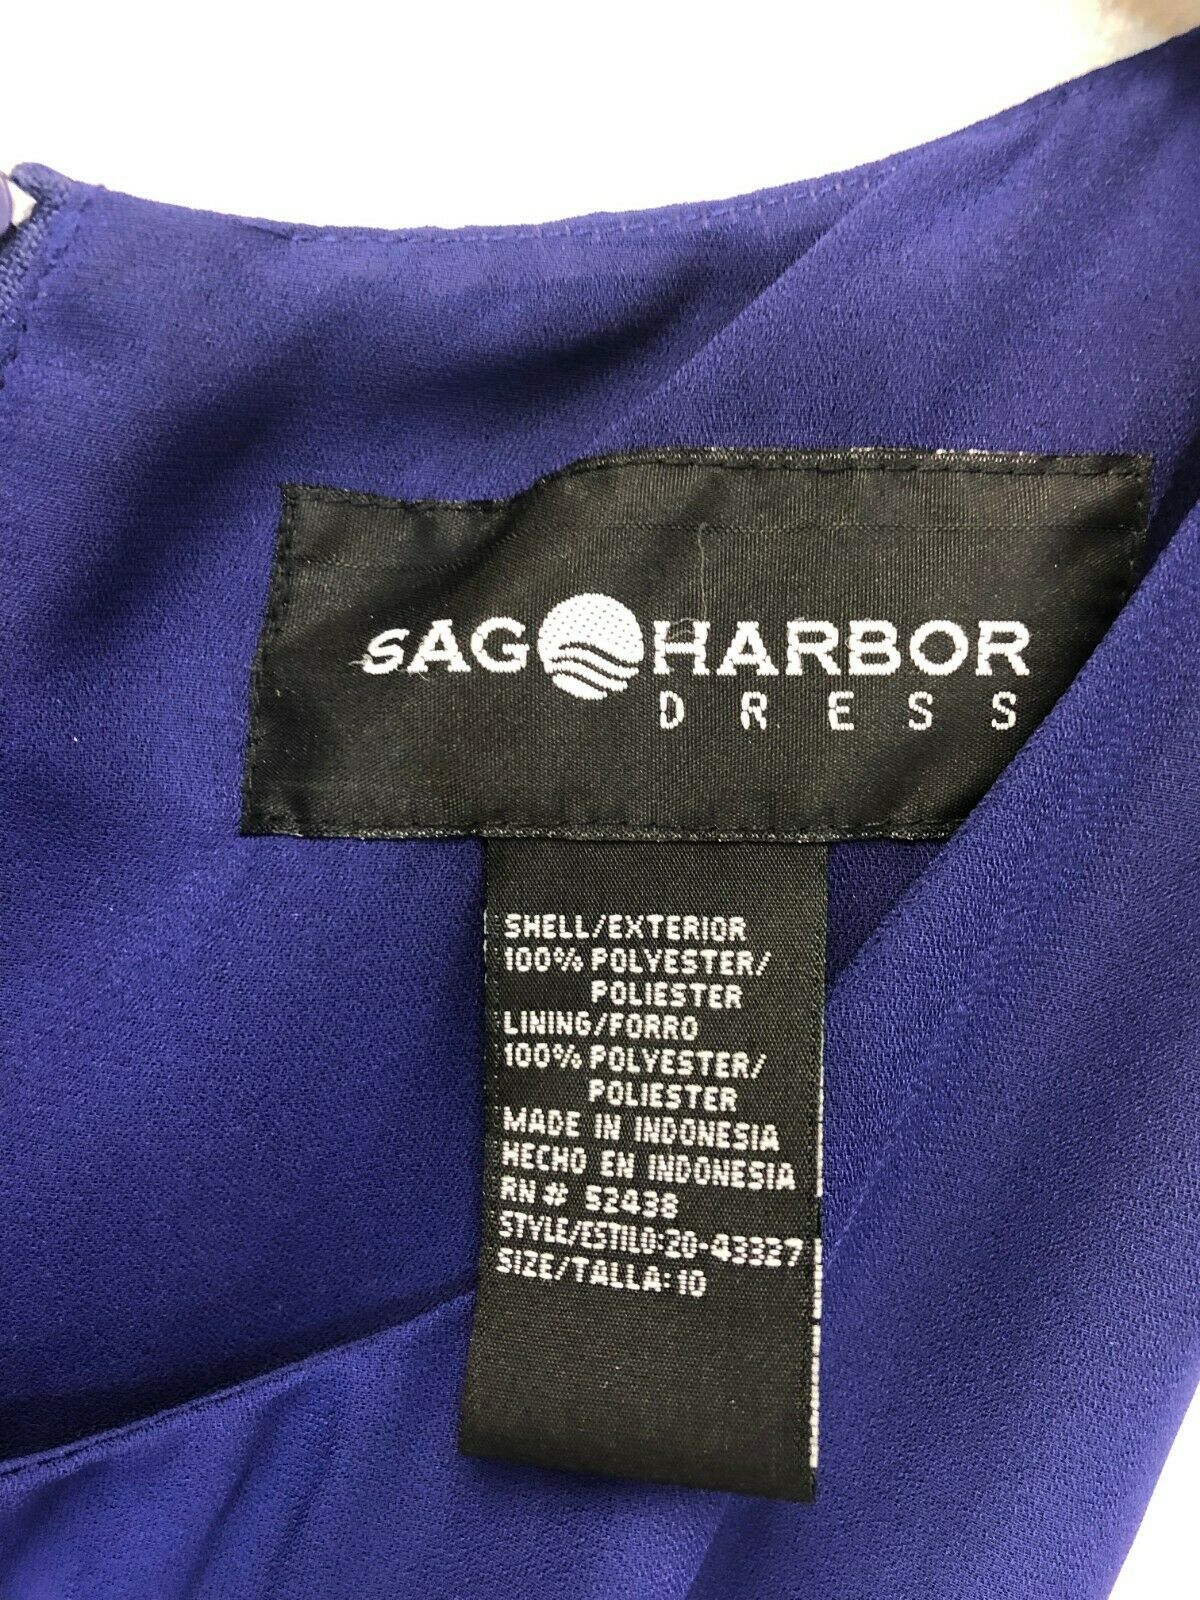 SAG HARBOR
DRESS
SHELL/EXTERIOR
100% POLYESTER/
POLIESTER
LINING/FORRO
100% POLYESTER/
POLIESTER
MADE IN INDONESIA
HECHO EN INDONESIA
RN # 52438
STYLE/ESTILO:20-43327
SIZE/TALLA:10